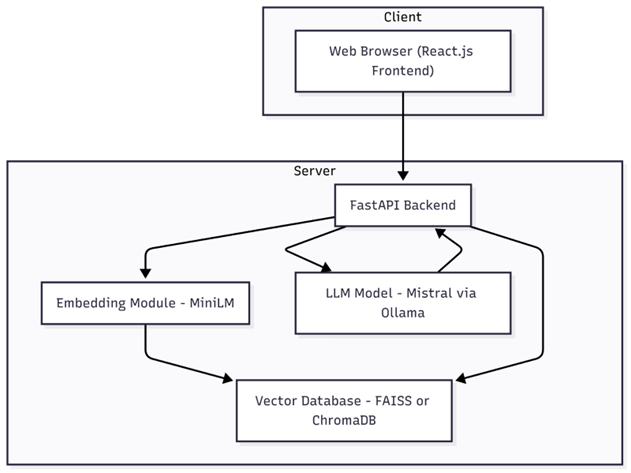 Client
Web Browser (React.js
Frontend)
Server
FastAPI Backend
Embedding Module - MiniLM
LLM Model - Mistral via
Ollama
Vector Database - FAISS or
ChromaDB